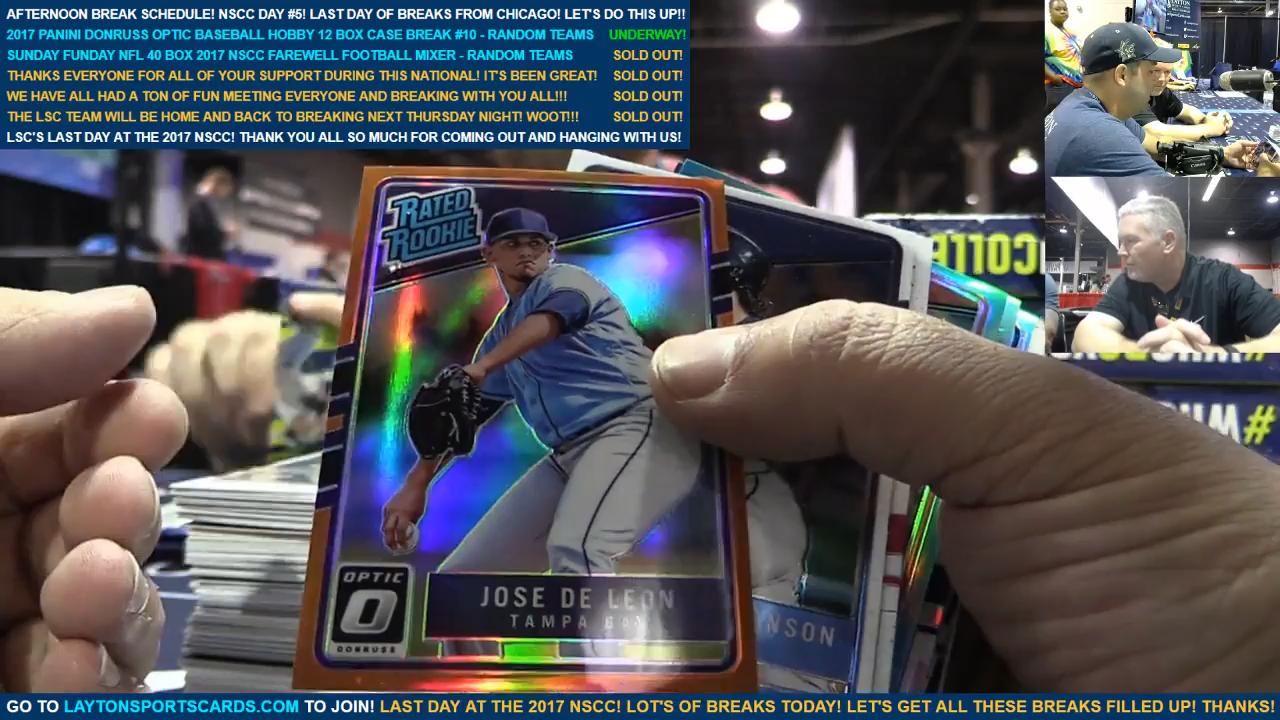 AFTERNOON BREAK SCHEDULE! NSCC DAY #5! LAST DAY OF BREAKS FROM CHICAGO! LET'S DO THIS UP!!
2017 PANINI DONRUSS OPTIC BASEBALL HOBBY 12 BOX CASE BREAK #10 - RANDOM TEAMS UNDERWAY!
SUNDAY FUNDAY NFL 40 BOX 2017 NSCC FAREWELL FOOTBALL MIXER - RANDOM TEAMS SOLD OUT!
THANKS EVERYONE FOR ALL OF YOUR SUPPORT DURING THIS NATIONAL! IT'S BEEN GREAT! SOLD OUT!
WE HAVE ALL HAD A TON OF FUN MEETING EVERYONE AND BREAKING WITH YOU ALL!!! SOLD OUT!
THE LSC TEAM WILL BE HOME AND BACK TO BREAKING NEXT THURSDAY NIGHT! WOOT!!! SOLD OUT!
LSC'S LAST DAY AT THE 2017 NSCC! THANK YOU ALL SO MUCH FOR COMING OUT AND HANGING WITH US!
RATED
ROOKIE
OPTIC
DONRUSS
JOSE DE LEON
TAMPA BAY
NSON
GO TO LAYTONSPORTSCARDS.COM TO JOIN! LAST DAY AT THE 2017 NSCC! LOT'S OF BREAKS TODAY! LET'S GET ALL THESE BREAKS FILLED UP! THANKS!